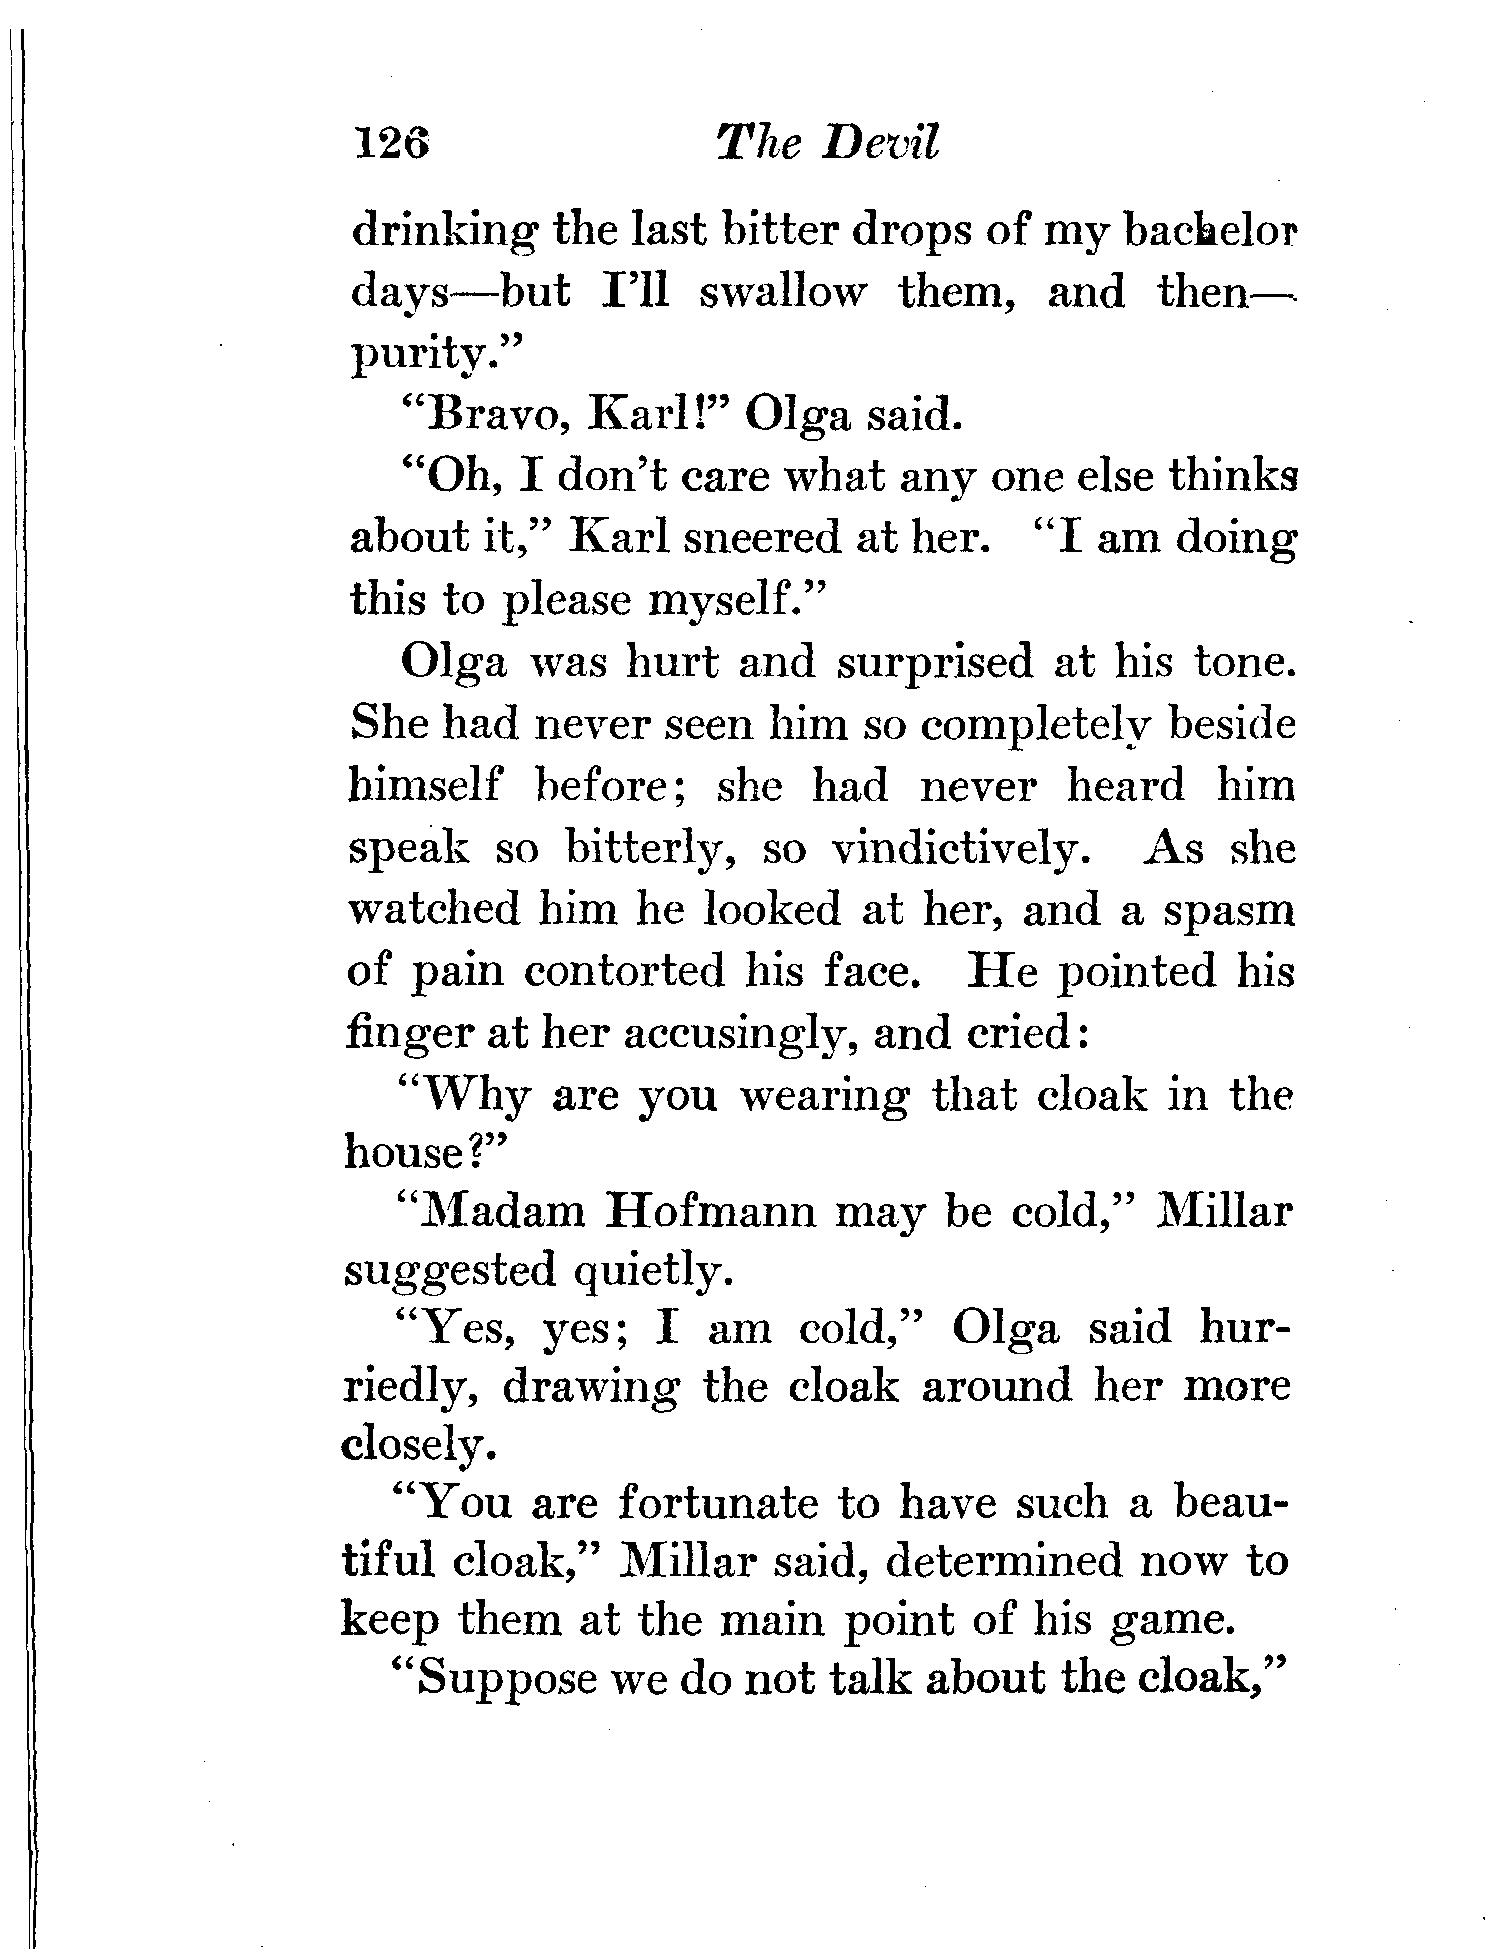 126 The Devil
drinking the last bitter drops of my bachelor
days—but I'll swallow them, and then—
purity."
"Bravo, Karl!" Olga said.
"Oh, I don't care what any one else thinks
about it," Karl sneered at her. "I am doing
this to please myself."
Olga was hurt and surprised at his tone.
She had never seen him so completely beside
himself before; she had never heard him
speak so bitterly, so vindictively. As she
watched him he looked at her, and a spasm
of pain contorted his face. He pointed his
finger at her accusingly, and cried:
"Why are you wearing that cloak in the
house?"
"Madam Hofmann may be cold," Millar
suggested quietly.
"Yes, yes; I am cold," Olga said hur-
riedly, drawing the cloak around her more
closely.
"You are fortunate to have such a beau-
tiful cloak," Millar said, determined now to
keep them at the main point of his game.
"Suppose we do not talk about the cloak,"